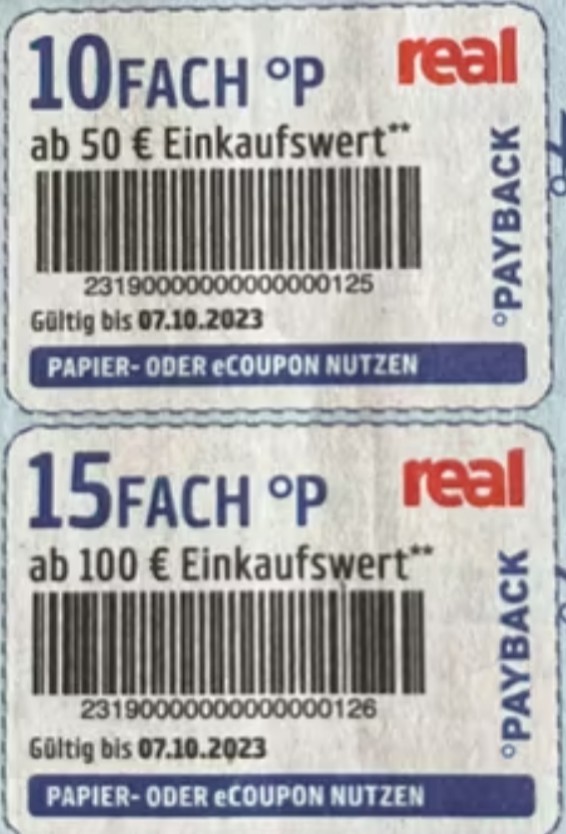 10FACH °P real
ab 50 € Einkaufswert**
°PAYBACK
2319000000000000000125
Gültig bis 07.10.2023
PAPIER- ODER eCOUPON NUTZEN
15FACH °P real
ab 100 € Einkaufswert**
°PAYBACK
2319000000000000000126
Gültig bis 07.10.2023
PAPIER- ODER eCOUPON NUTZEN